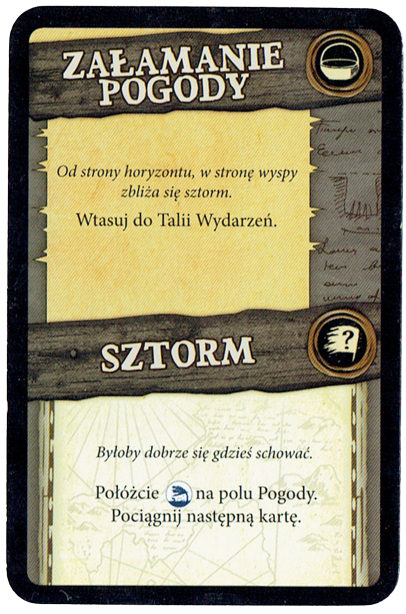 ZAŁAMANIE
POGODY
Od strony horyzontu, w stronę wyspy
zbliża się sztorm.
Wtasuj do Talii Wydarzeń.
SZTORM
?
Byłoby dobrze się gdzieś schować.
Połóżcie na polu Pogody.
Pociągnij następną kartę.